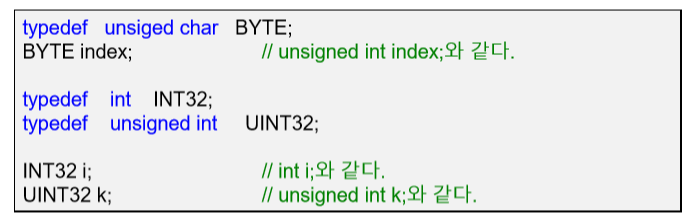 typedef unsiged char BYTE;
BYTE index; // unsigned int index;와 같다.
typedef int INT32;
typedef unsigned int UINT32;
INT32 i; // int i;와 같다.
UINT32 k; // unsigned int k;와 같다.